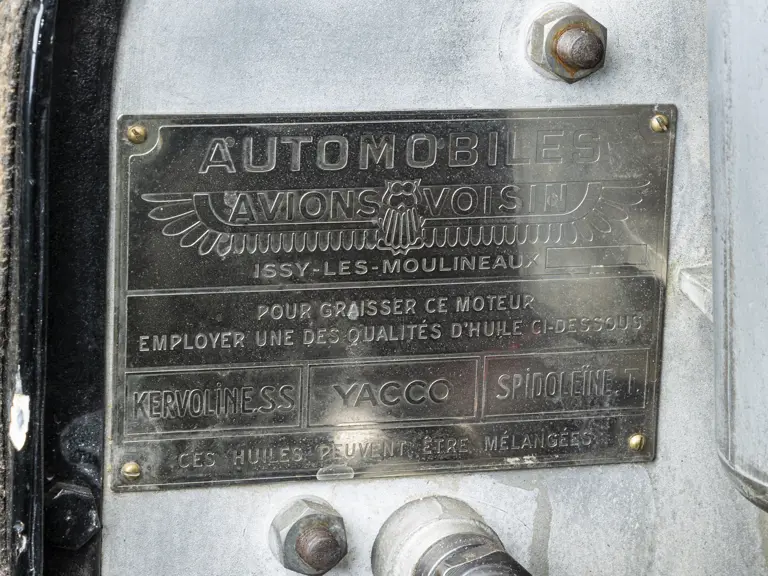 AUTOMOBILES
AVIONS VOISIN
ISSY-LES-MOULINEAUX
POUR GRAISSER CE MOTEUR
EMPLOYER UNE DES QUALITÉS D'HUILE CI-DESSOUS
KERVOLINE.S.S. YACCO SPIDOLEÏNE.T.
CES HUILES PEUVENT ÊTRE MÉLANGÉES